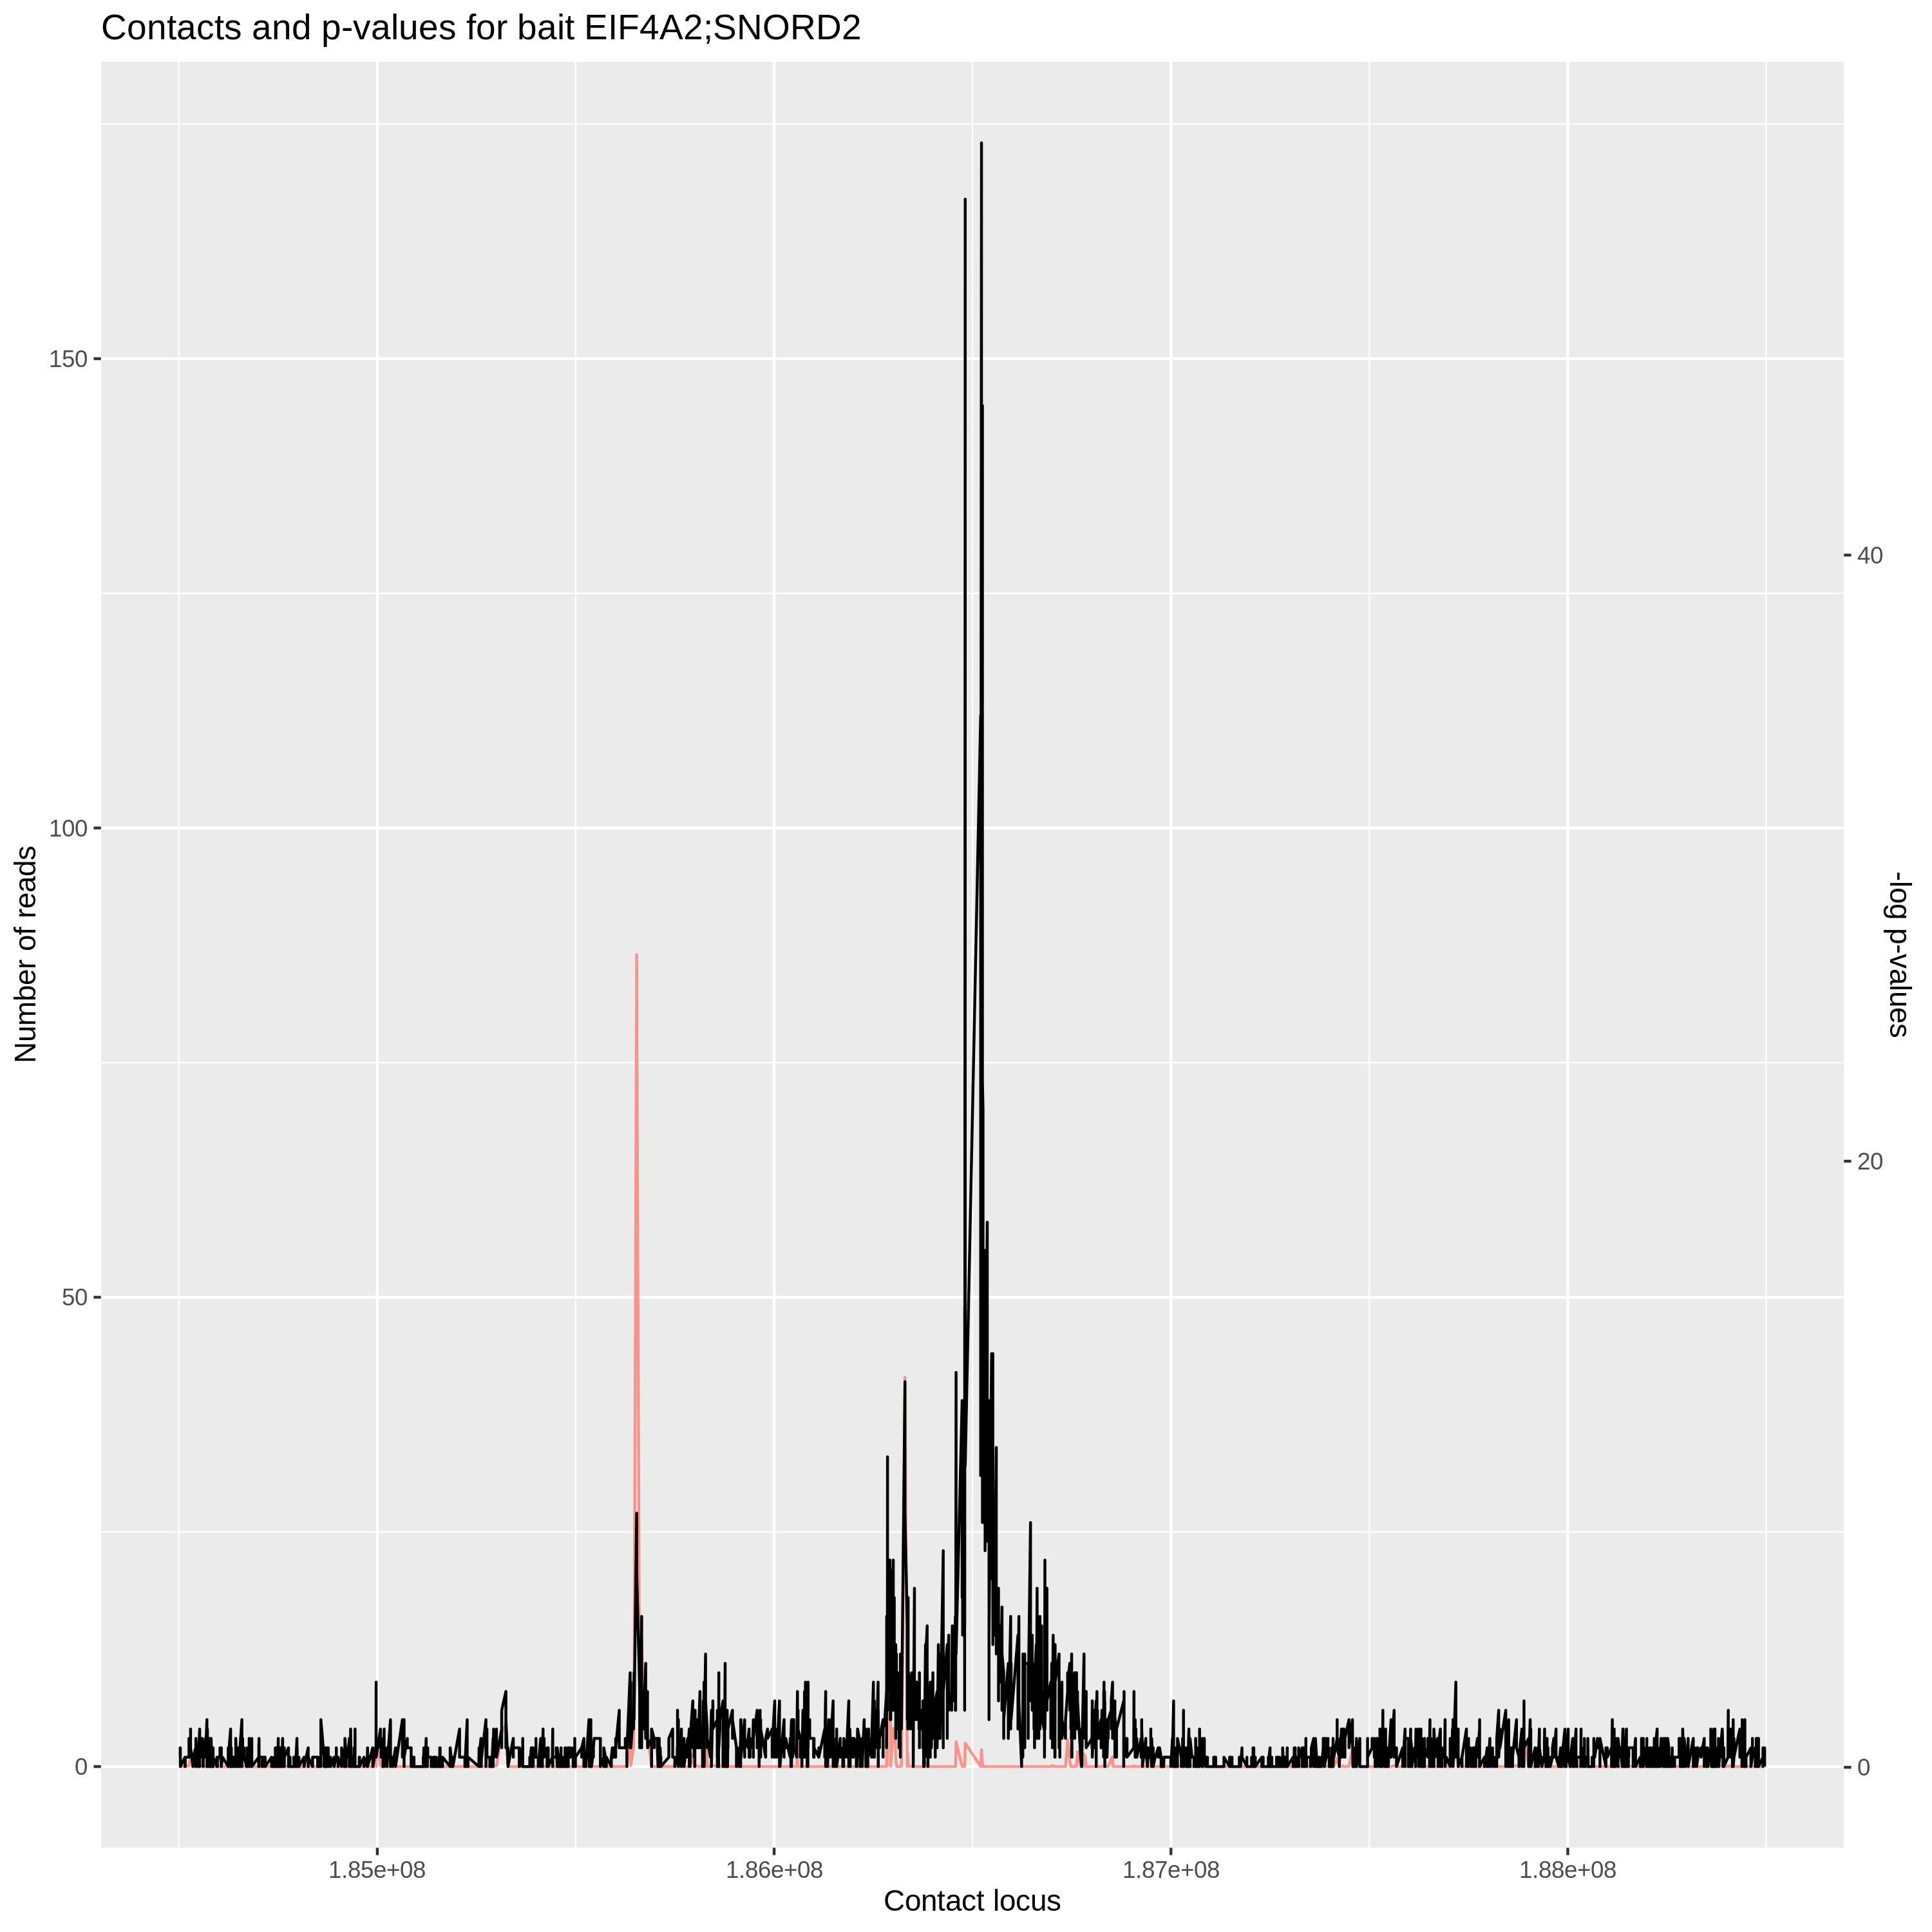 Contacts and p-values for bait EIF4A2;SNORD2
Number of reads
150
100
50
0
40
20
0
-log p-values
1.85e+08
1.86e+08
1.87e+08
1.88e+08
Contact locus